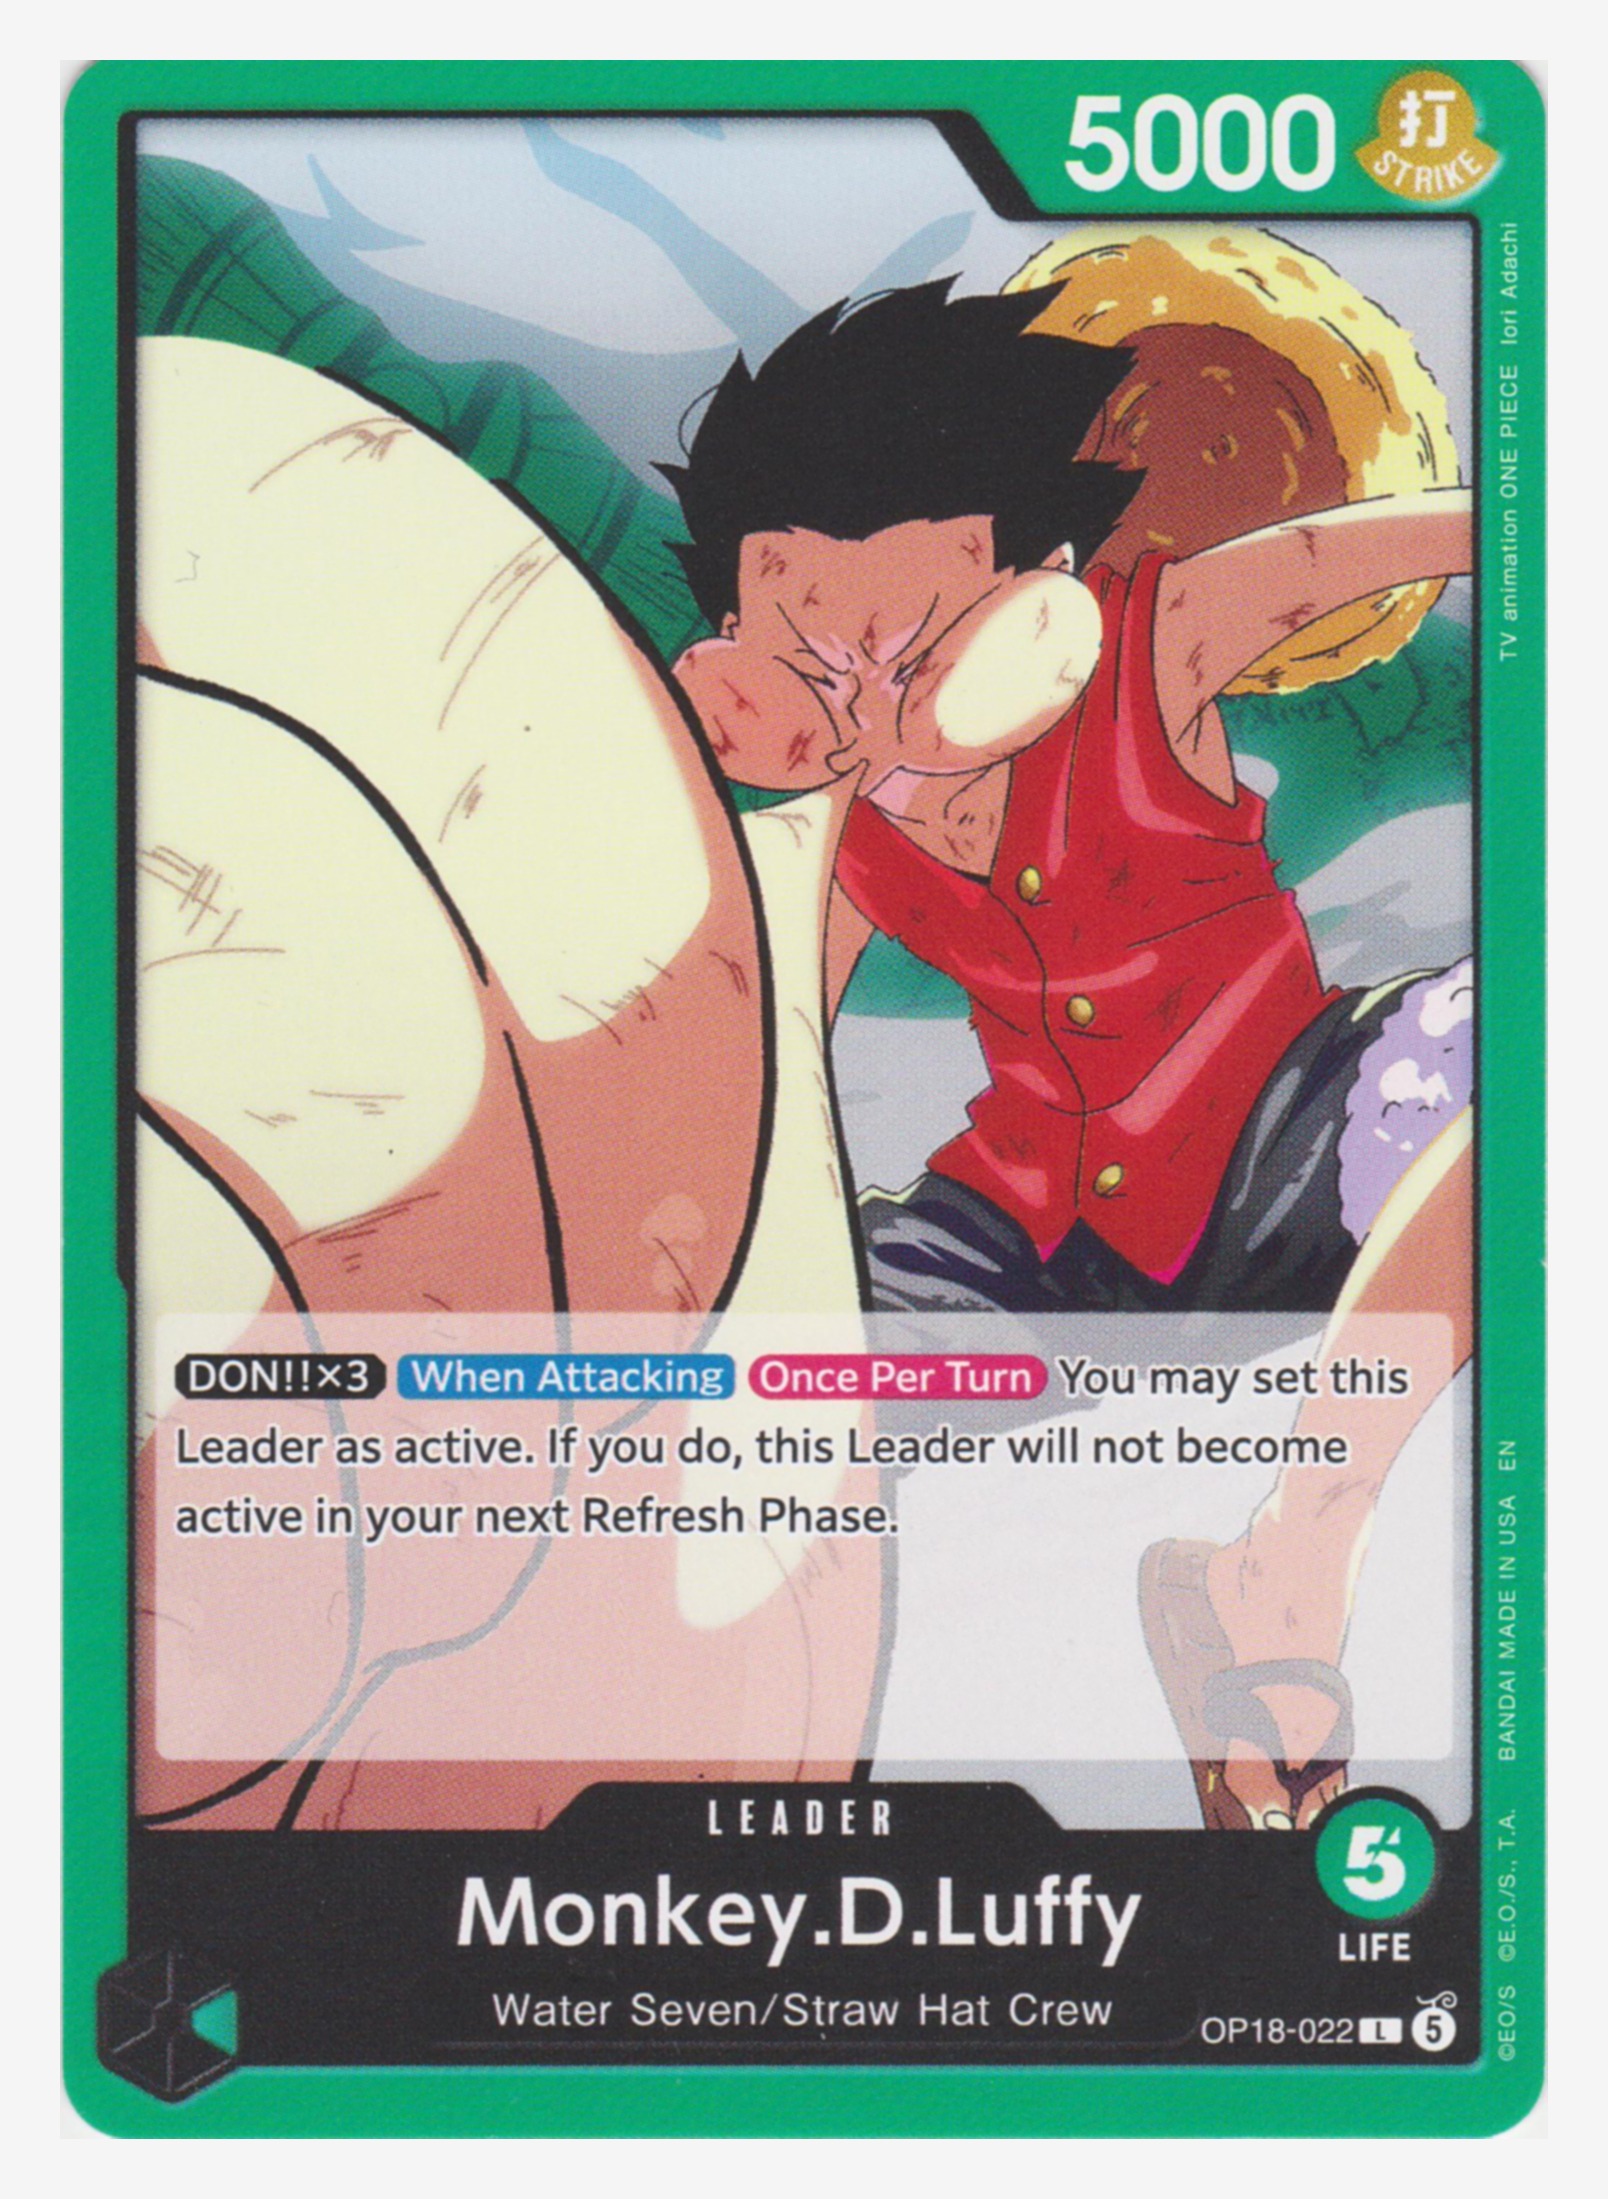 5000
打
STRIKE
TV animation ONE PIECE Iori Adachi
DON!!×3 When Attacking Once Per Turn You may set this
Leader as active. If you do, this Leader will not become
active in your next Refresh Phase.
LEADER
Monkey.D.Luffy
Water Seven/Straw Hat Crew
5
LIFE
OP18-022 L 5
©EO/S ©E.O./S., T.A. BANDAI MADE IN USA EN